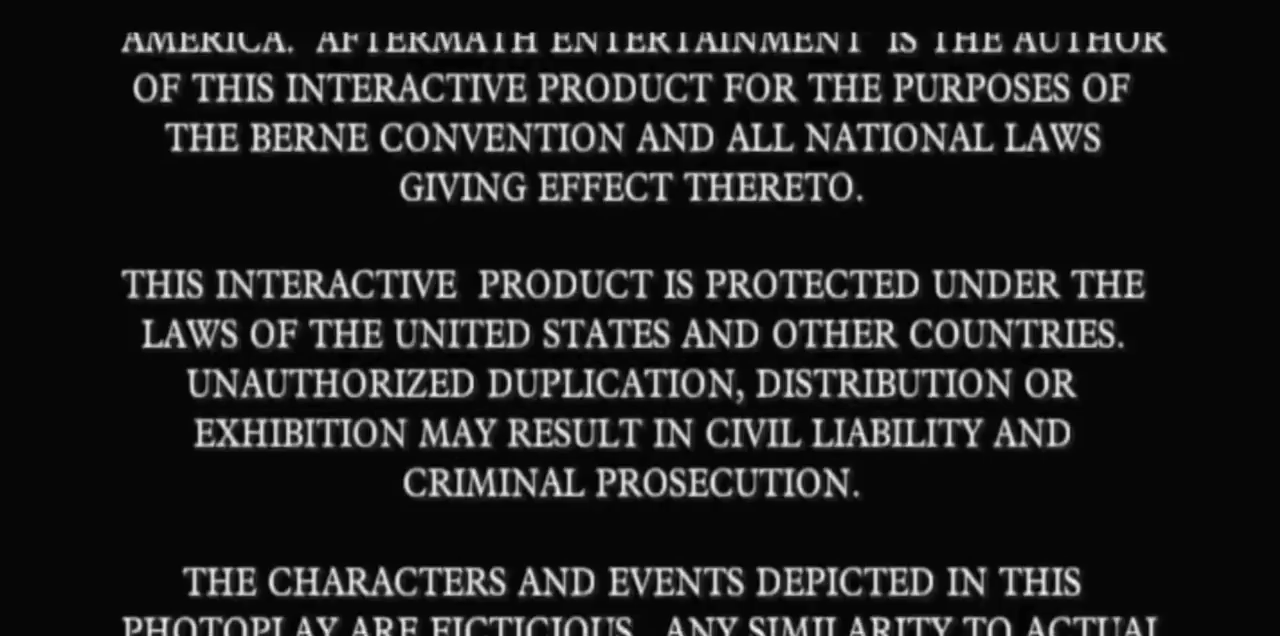 AMERICA. AFTERMATH ENTERTAINMENT IS THE AUTHOR
OF THIS INTERACTIVE PRODUCT FOR THE PURPOSES OF
THE BERNE CONVENTION AND ALL NATIONAL LAWS
GIVING EFFECT THERETO.
THIS INTERACTIVE PRODUCT IS PROTECTED UNDER THE
LAWS OF THE UNITED STATES AND OTHER COUNTRIES.
UNAUTHORIZED DUPLICATION, DISTRIBUTION OR
EXHIBITION MAY RESULT IN CIVIL LIABILITY AND
CRIMINAL PROSECUTION.
THE CHARACTERS AND EVENTS DEPICTED IN THIS
PHOTOPLAY ARE FICTICIOUS. ANY SIMILARITY TO ACTUAL